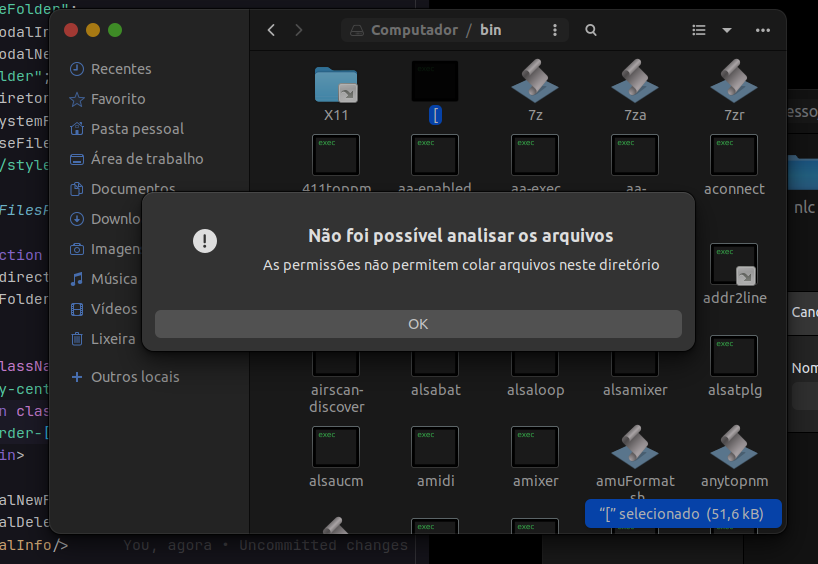 eFolder";
odalIn
odalNe
lder";
iretor
ystemF
seFile
/style
FilesP
ction
direct
Folder
lassNa
y-cent
n clas
rder-[
in>
alNewF
alDele
alInfo/> You, agora • Uncommitted changes
Computador / bin
Recentes
Favorito
Pasta pessoal
Área de trabalho
Documentos
Downlo
Imagen
Música
Vídeos
Lixeira
+ Outros locais
X11
[
7z
7za
7zr
exec
exec
exec
exec
exec
411toppm
aa-enabled
aa-exec
aa-
aconnect
Não foi possível analisar os arquivos
As permissões não permitem colar arquivos neste diretório
OK
exec
addr2line
exec
airscan-
discover
alsabat
alsaloop
alsamixer
alsatplg
exec
exec
exec
alsaucm
amidi
amixer
amuFormat
sh
anytopnm
exec
exec
"[" selecionado (51,6 kB)
esso
nlc
Canc
Nom